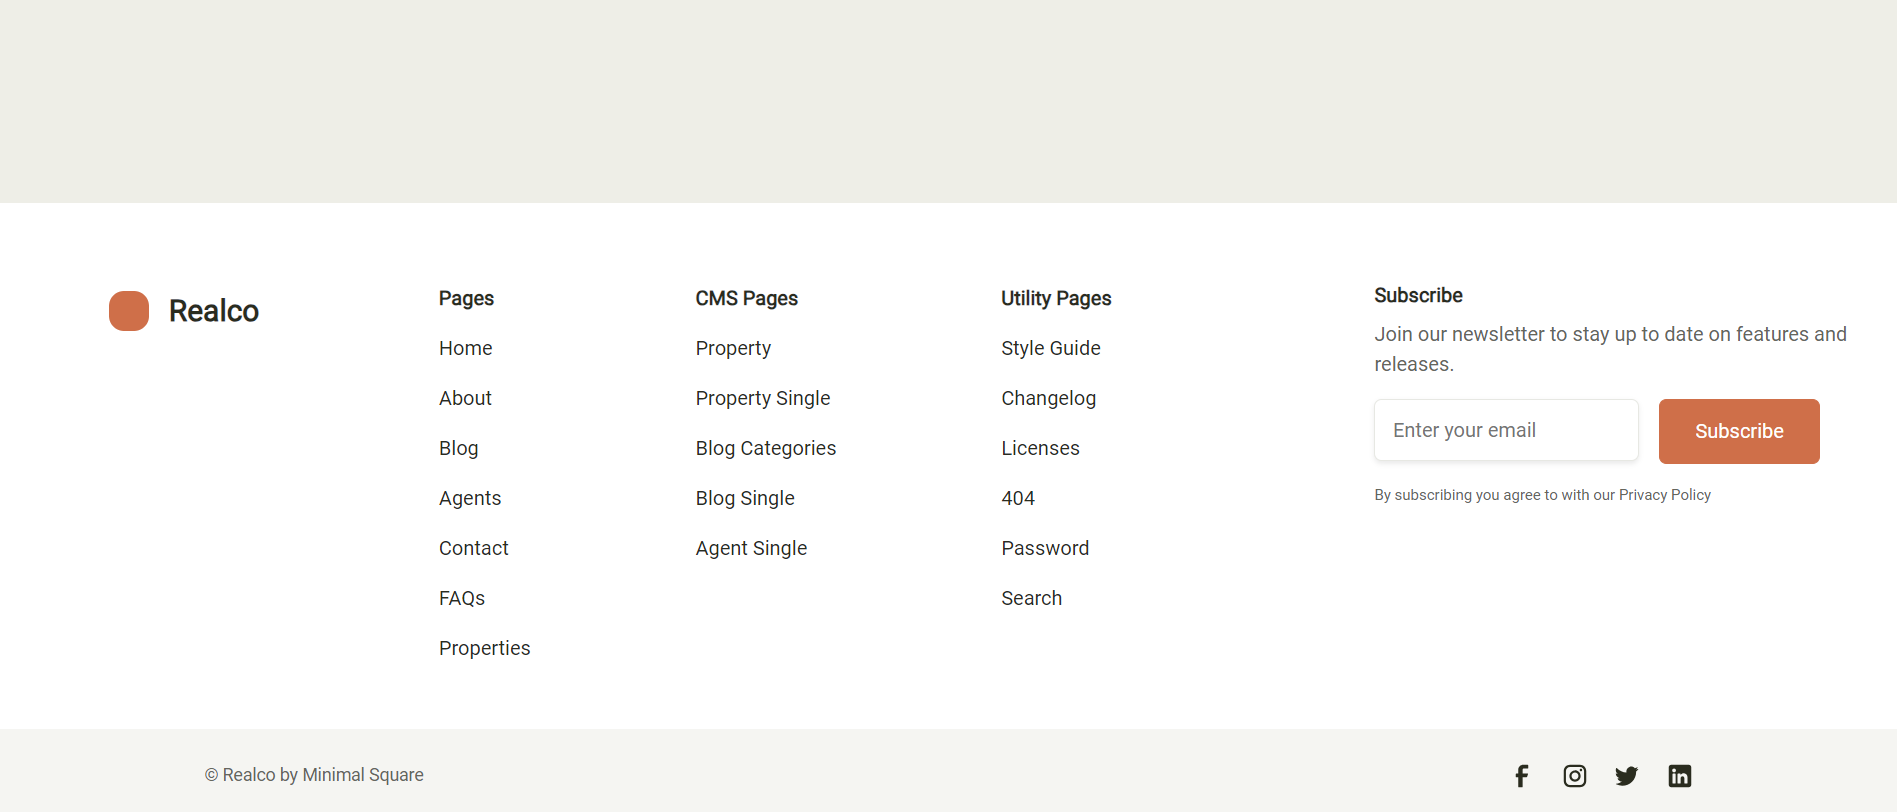 Realco
Pages
Home
About
Blog
Agents
Contact
FAQs
Properties
CMS Pages
Property
Property Single
Blog Categories
Blog Single
Agent Single
Utility Pages
Style Guide
Changelog
Licenses
404
Password
Search
Subscribe
Join our newsletter to stay up to date on features and
releases.
Enter your email
Subscribe
By subscribing you agree to with our Privacy Policy
© Realco by Minimal Square